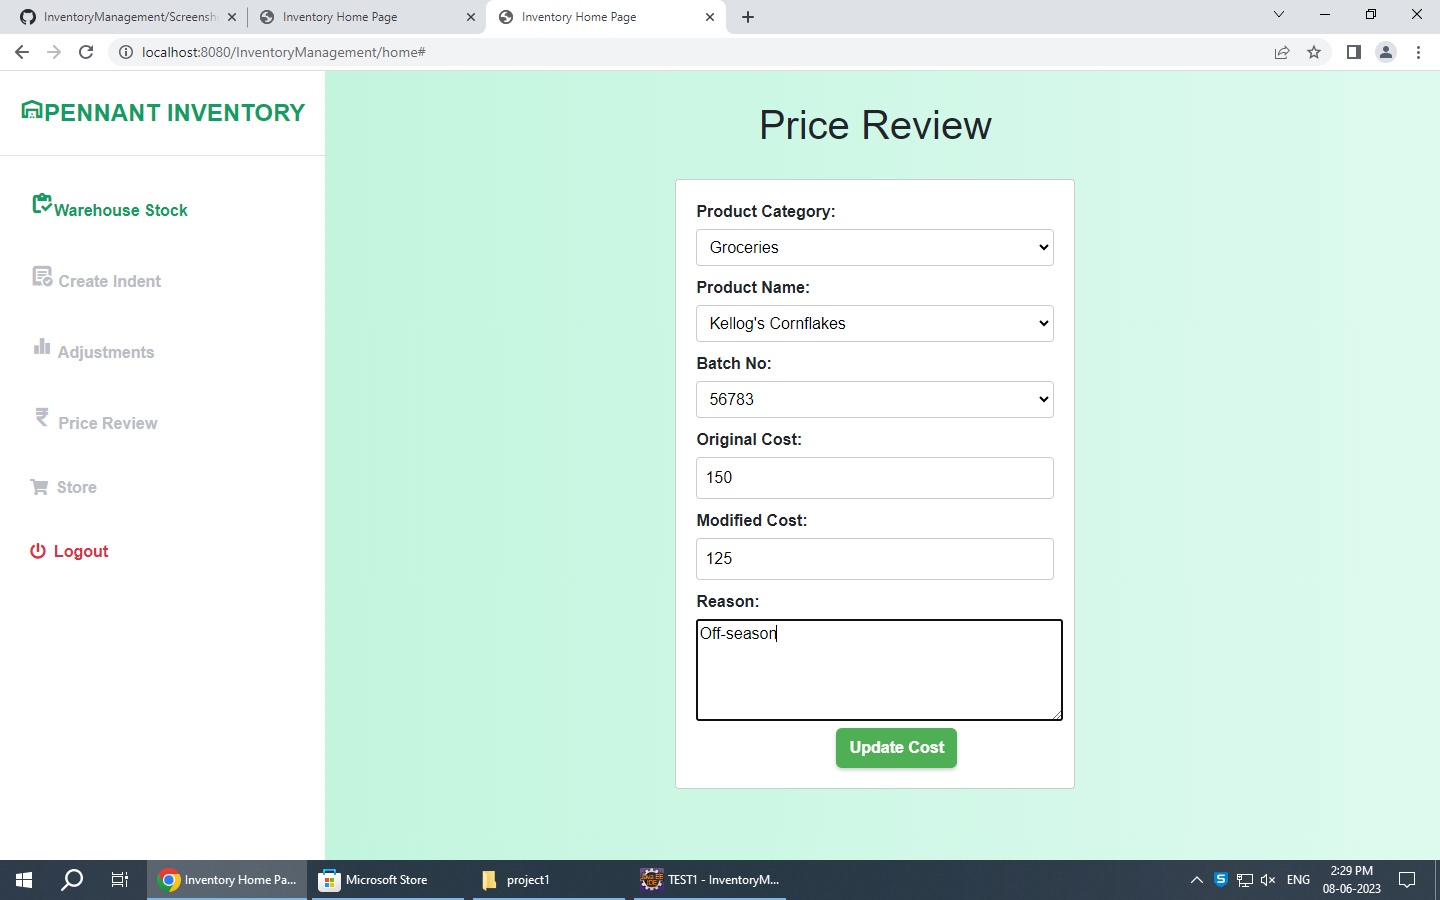 InventoryManagement/Screensh
Inventory Home Page
Inventory Home Page
localhost:8080/InventoryManagement/home#
PENNANT INVENTORY
Warehouse Stock
Create Indent
Adjustments
Price Review
Store
Logout
Price Review
Product Category:
Groceries
Product Name:
Kellog's Cornflakes
Batch No:
56783
Original Cost:
150
Modified Cost:
125
Reason:
Off-season
Update Cost
Inventory Home Pa...
Microsoft Store
project1
TEST1 - InventoryM...
ENG
2:29 PM
08-06-2023